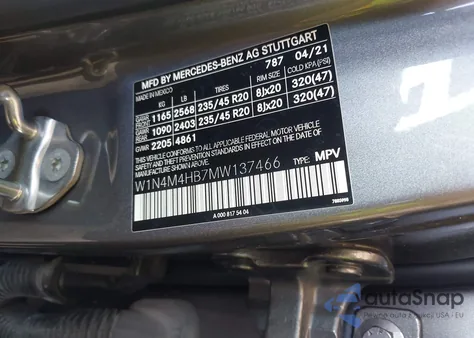 MFD BY MERCEDES-BENZ AG STUTTGART
MADE IN MEXICO 787 04/21
KG LB TIRES RIM SIZE COLD KPA(PSI)
GAWR 1165 2568 235/45 R20 8Jx20 320(47)
GAWR 1090 2403 235/45 R20 8Jx20 320(47)
GVWR 2205 4861
THIS VEHICLE CONFORMS TO ALL APPLICABLE FEDERAL MOTOR VEHICLE
SAFETY AND THEFT PREVENTION STANDARDS IN EFFECT ON THE DATE OF
MANUFACTURE SHOWN ABOVE.
W1N4M4HB7MW137466 TYPE: MPV
A 000 817 54 04
autoSnap